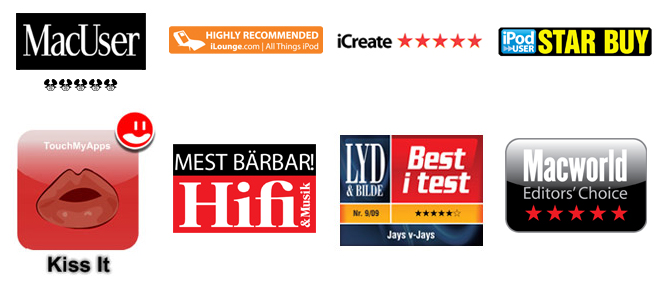 MacUser
HIGHLY RECOMMENDED
iLounge.com | All Things iPod
iCreate
iPod
USER
STAR BUY
TouchMyApps
Kiss It
MEST BÄRBAR!
Hifi
& Musik
LYD
& BILDE
Best
i test
Nr. 9/09
Jays v-Jays
Macworld
Editors' Choice